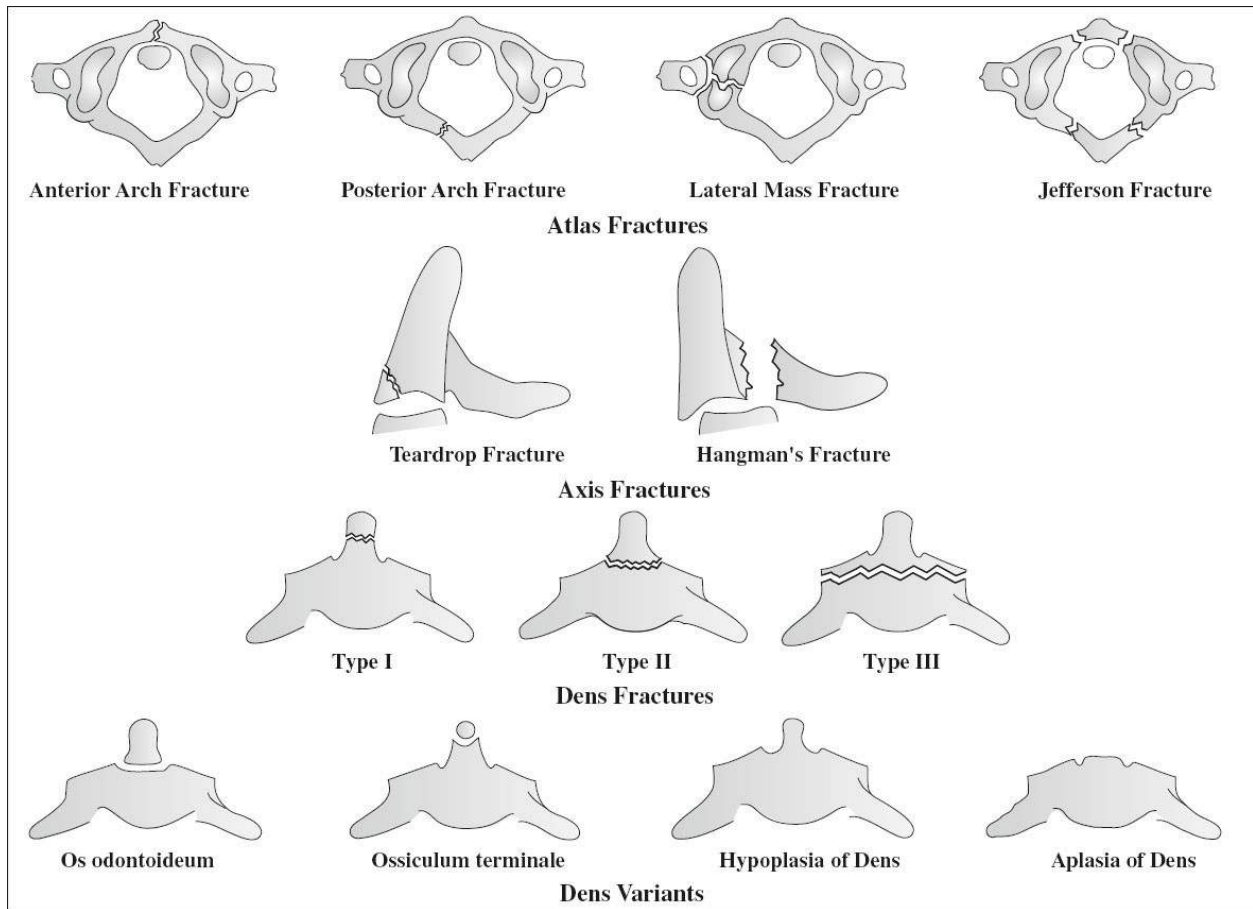 Anterior Arch Fracture
Posterior Arch Fracture
Lateral Mass Fracture
Jefferson Fracture
Atlas Fractures
Teardrop Fracture
Hangman's Fracture
Axis Fractures
Type I
Type II
Type III
Dens Fractures
Os odontoideum
Ossiculum terminale
Hypoplasia of Dens
Aplasia of Dens
Dens Variants